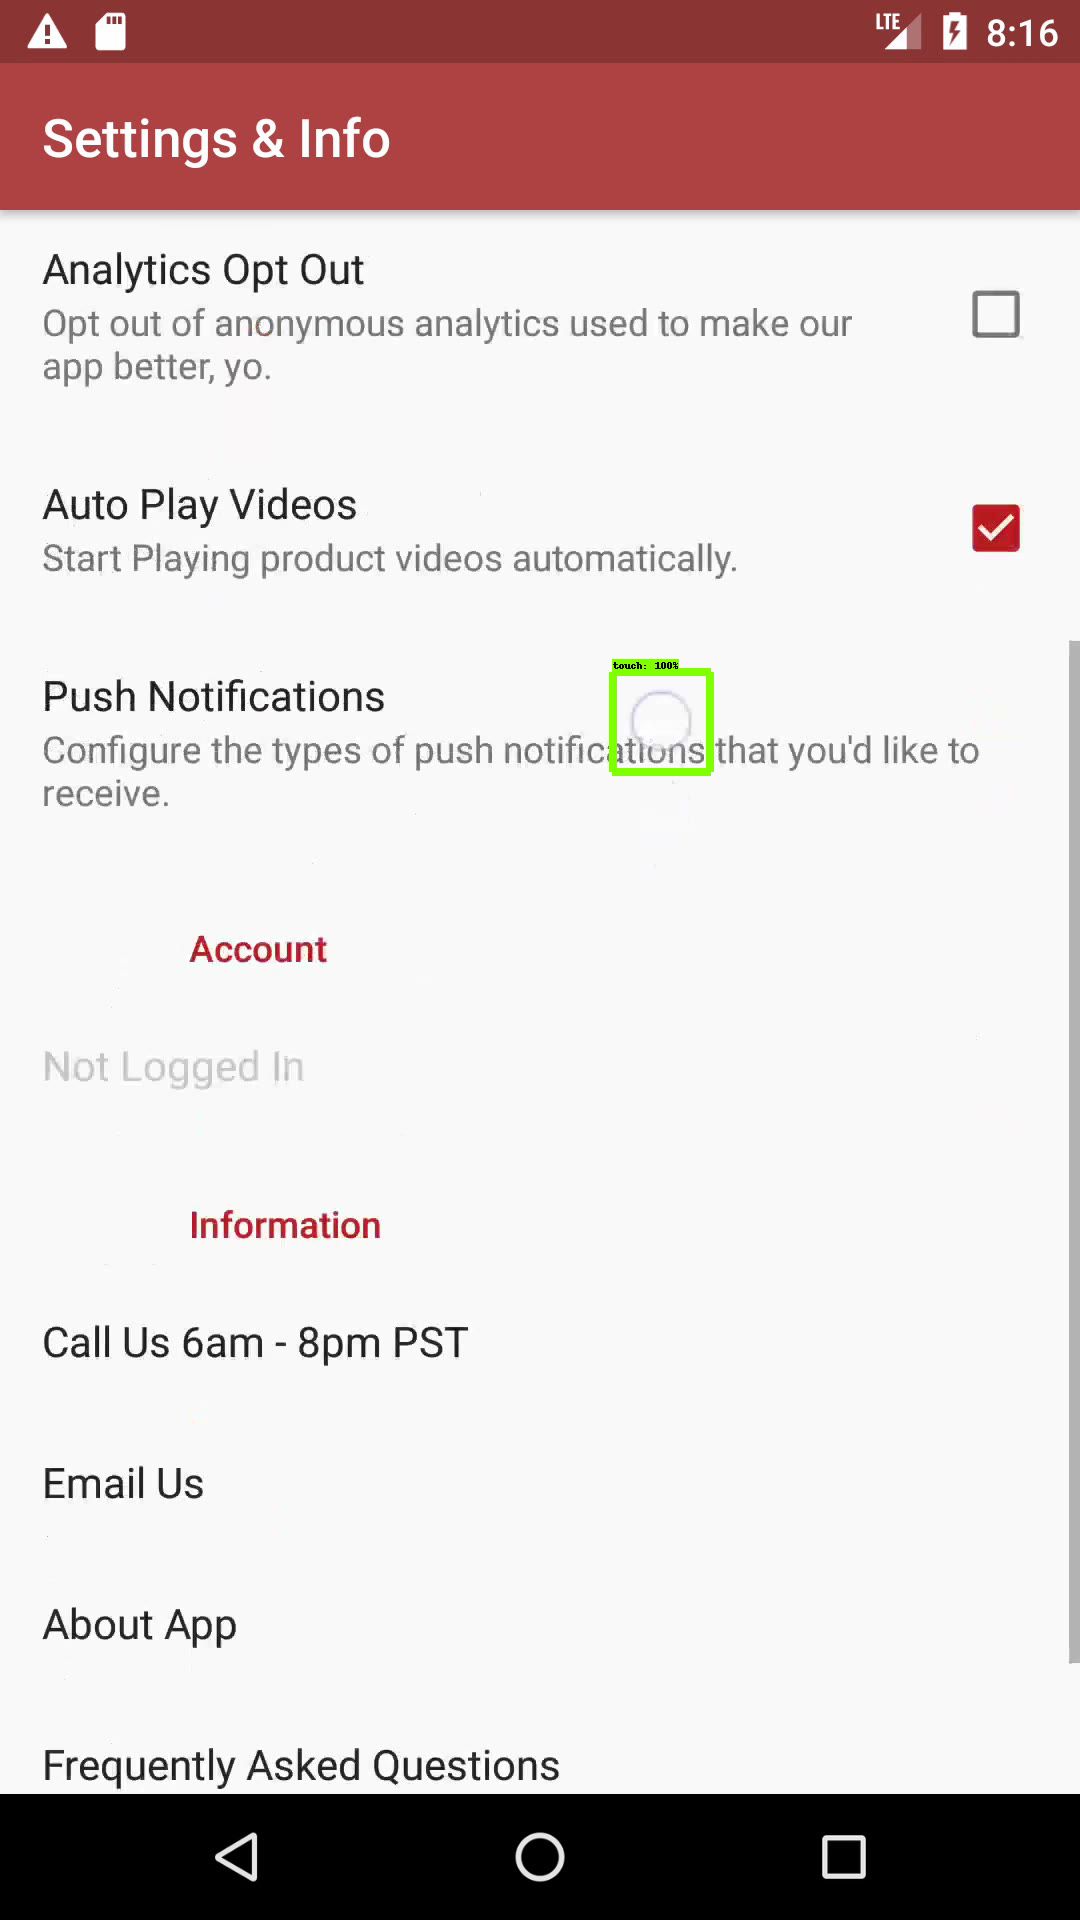 LTE 8:16
Settings & Info
Analytics Opt Out
Opt out of anonymous analytics used to make our
app better, yo.
Auto Play Videos
Start Playing product videos automatically.
touch: 100%
Push Notifications
Configure the types of push notifications that you'd like to
receive.
Account
Not Logged In
Information
Call Us 6am - 8pm PST
Email Us
About App
Frequently Asked Questions